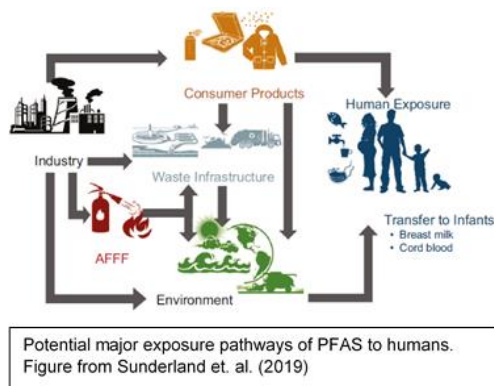 Consumer Products
Human Exposure
Industry
Waste Infrastructure
Transfer to Infants
• Breast milk
• Cord blood
AFFF
Environment
Potential major exposure pathways of PFAS to humans.
Figure from Sunderland et. al. (2019)